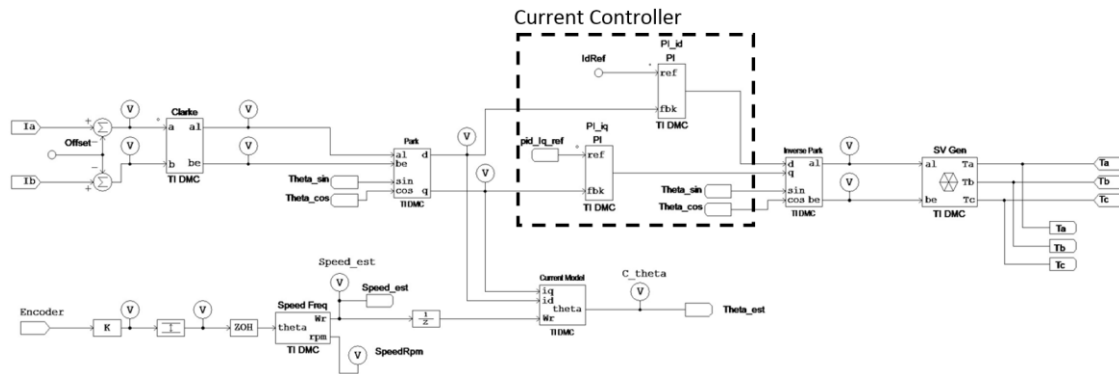 Current Controller
PI_id
PI
IdRef
ref
fbk
TI DMC
Ia
+
Σ
V
V
Clarke
a
al
b
be
TI DMC
V
V
Offset
−
−
Ib
+
Σ
Park
al
d
be
sin
cos
q
TI DMC
Theta_sin
Theta_cos
V
V
PI_iq
PI
pid_Iq_ref
ref
fbk
TI DMC
Theta_sin
Theta_cos
Inverse Park
d
al
q
sin
cos
be
TI DMC
V
V
SV Gen
al
Ta
Tb
be
Tc
TI DMC
Ta
Tb
Tc
Ta
Tb
Tc
Encoder
K
V
V
ZOH
Speed Freq
theta
Wr
rpm
TI DMC
Speed_est
V
Speed_est
V
SpeedRpm
1
Z
Current Model
iq
id
theta
Wr
TI DMC
C_theta
V
Theta_est